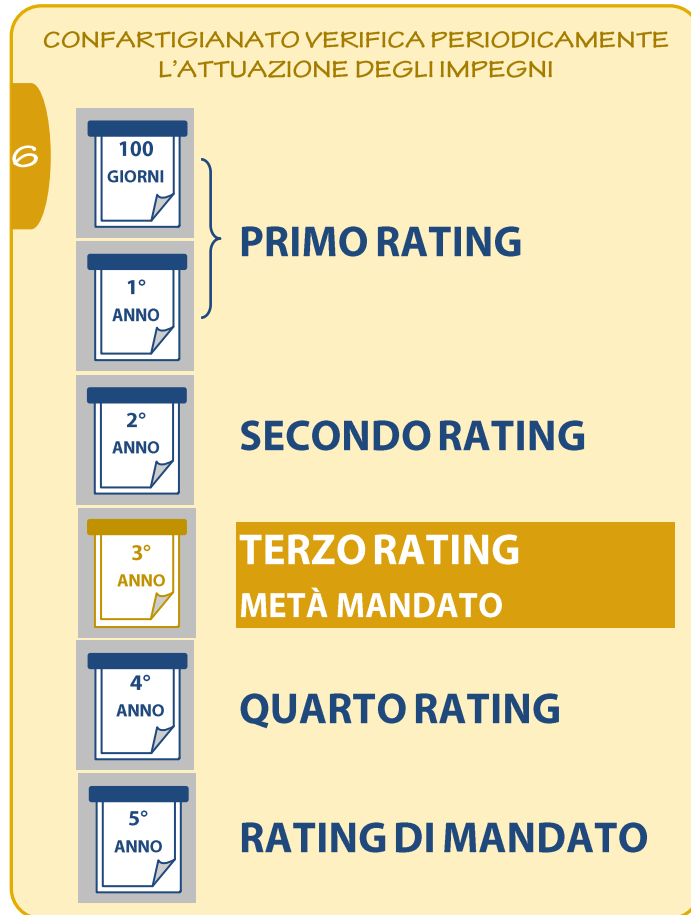 CONFARTIGIANATO VERIFICA PERIODICAMENTE
L'ATTUAZIONE DEGLI IMPEGNI
6
100
GIORNI
PRIMO RATING
1°
ANNO
2°
ANNO
SECONDO RATING
3°
ANNO
TERZO RATING
METÀ MANDATO
4°
ANNO
QUARTO RATING
5°
ANNO
RATING DI MANDATO